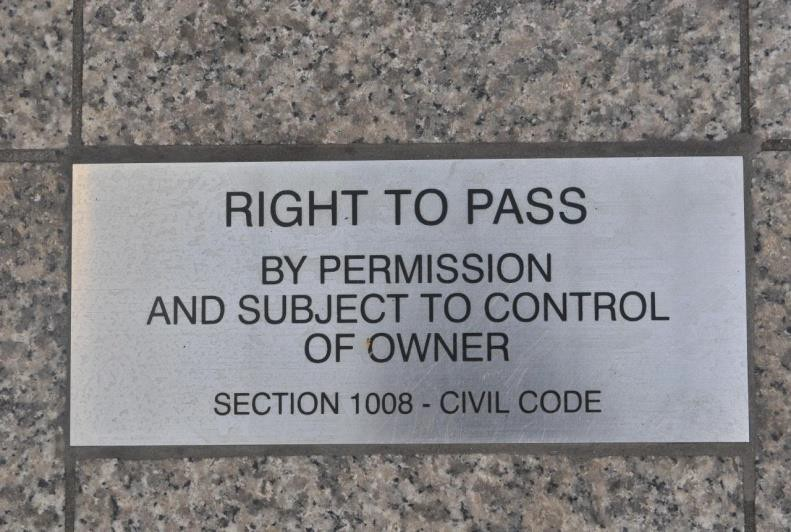 RIGHT TO PASS
BY PERMISSION
AND SUBJECT TO CONTROL
OF OWNER
SECTION 1008 - CIVIL CODE